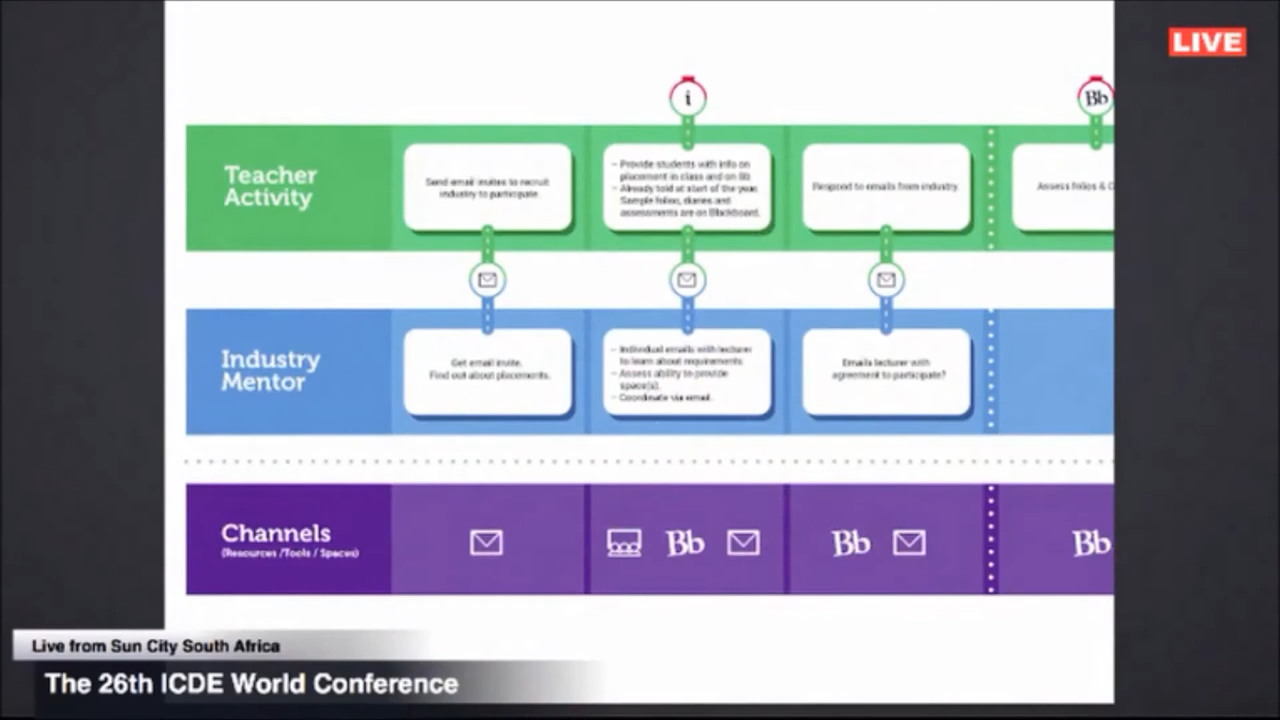 LIVE
i
Bb
Teacher
Activity
Send email invites to recruit
industry to participate.
– Provide students with info on
placement in class and on Bb
– Already told at start of the year.
Sample folios, diaries and
assessments are on Blackboard.
Respond to emails from industry.
Assess folios &
Industry
Mentor
Get email invite.
Find out about placements.
– Individual emails with lecturer
to learn about requirements
– Assess ability to provide
space(s).
– Coordinate via email.
Emails lecturer with
agreement to participate?
Channels
(Resources /Tools / Spaces)
Bb
Bb
Bb
Live from Sun City South Africa
The 26th ICDE World Conference